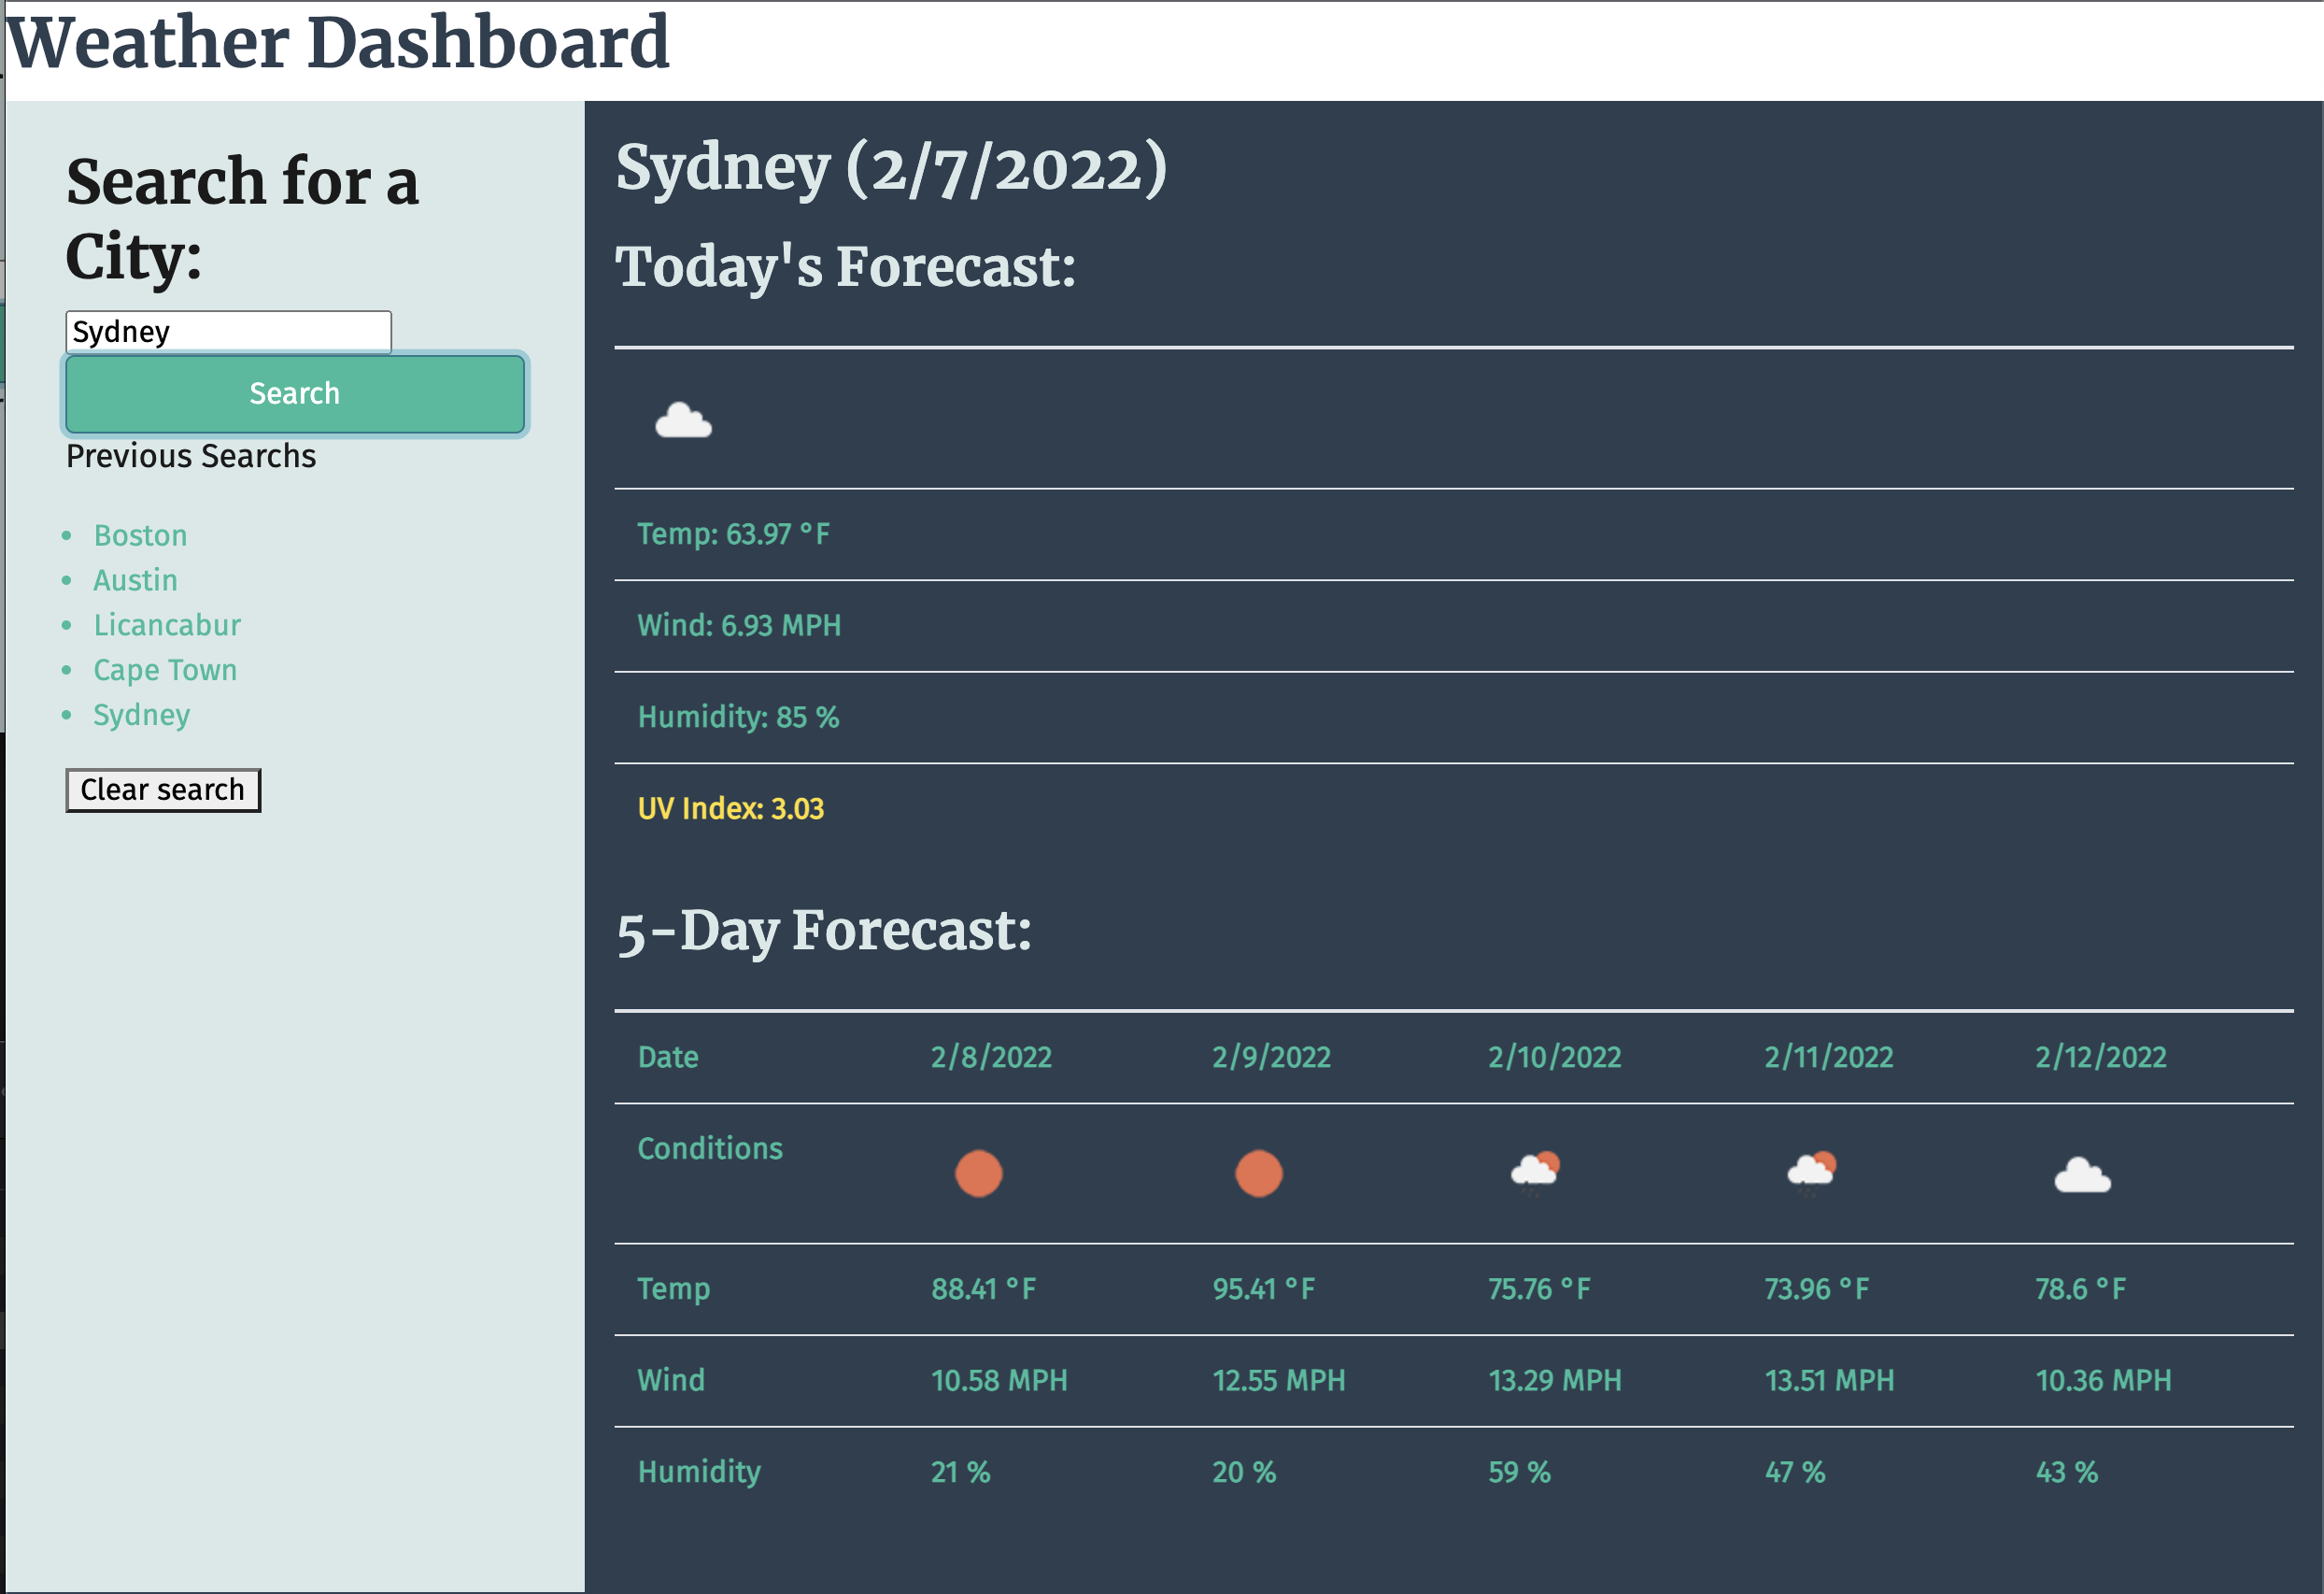 Weather Dashboard
Search for a
City:
Sydney
Search
Previous Searchs
Boston
Austin
Licancabur
Cape Town
Sydney
Clear search
Sydney (2/7/2022)
Today's Forecast:
Temp: 63.97 °F
Wind: 6.93 MPH
Humidity: 85 %
UV Index: 3.03
5-Day Forecast:
Date 2/8/2022 2/9/2022 2/10/2022 2/11/2022 2/12/2022
Conditions
Temp 88.41 °F 95.41 °F 75.76 °F 73.96 °F 78.6 °F
Wind 10.58 MPH 12.55 MPH 13.29 MPH 13.51 MPH 10.36 MPH
Humidity 21 % 20 % 59 % 47 % 43 %